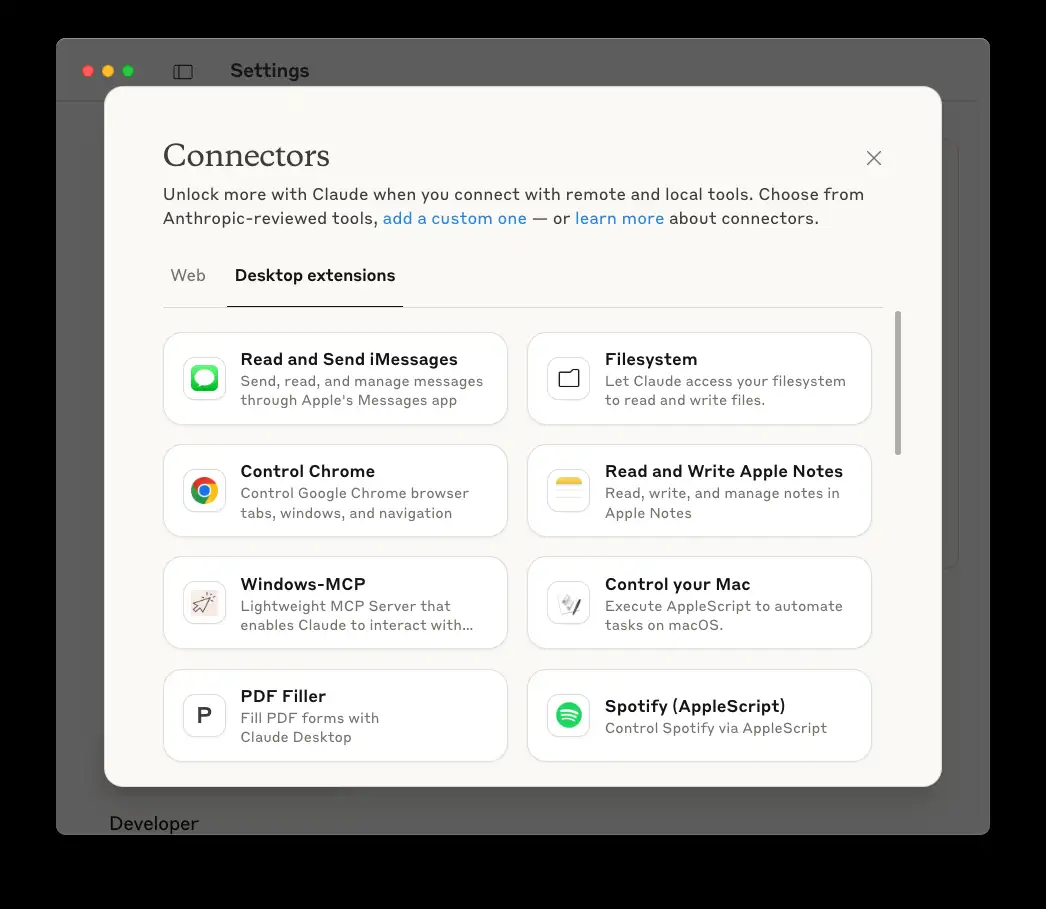 Settings
Connectors
Unlock more with Claude when you connect with remote and local tools. Choose from
Anthropic-reviewed tools, add a custom one — or learn more about connectors.
Web
Desktop extensions
Read and Send iMessages
Send, read, and manage messages
through Apple's Messages app
Filesystem
Let Claude access your filesystem
to read and write files.
Control Chrome
Control Google Chrome browser
tabs, windows, and navigation
Read and Write Apple Notes
Read, write, and manage notes in
Apple Notes
Windows-MCP
Lightweight MCP Server that
enables Claude to interact with...
Control your Mac
Execute AppleScript to automate
tasks on macOS.
P
PDF Filler
Fill PDF forms with
Claude Desktop
Spotify (AppleScript)
Control Spotify via AppleScript
Developer